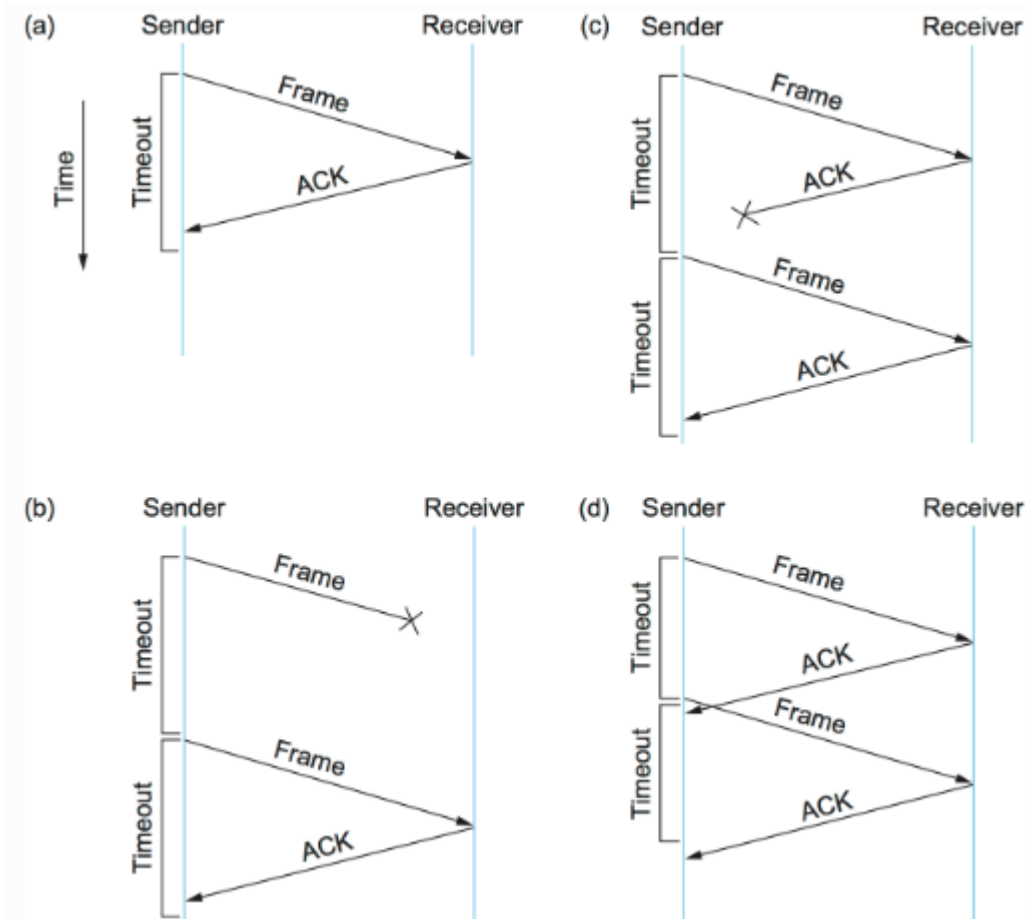 (a)
Sender
Receiver
Time
Timeout
Frame
ACK
(c)
Sender
Receiver
Timeout
Frame
ACK
Timeout
Frame
ACK
(b)
Sender
Receiver
Timeout
Frame
Timeout
Frame
ACK
(d)
Sender
Receiver
Timeout
Frame
ACK
Timeout
Frame
ACK